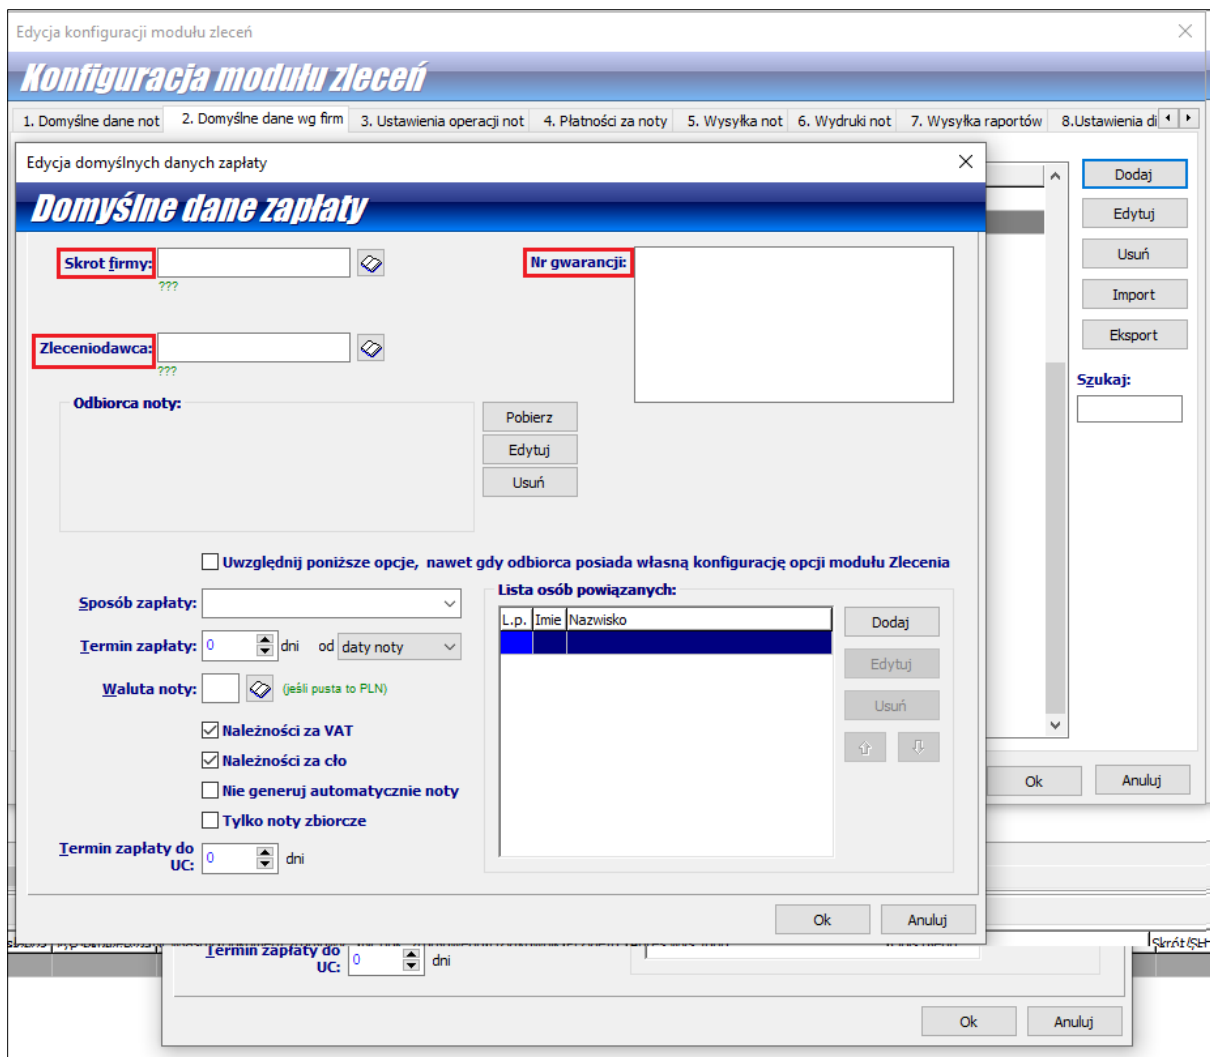 Edycja konfiguracji modułu zleceń
Konfiguracja modułu zleceń
1. Domyślne dane not 2. Domyślne dane wg firm 3. Ustawienia operacji not 4. Płatności za noty 5. Wysyłka not 6. Wydruki not 7. Wysyłka raportów 8.Ustawienia di
Edycja domyślnych danych zapłaty
Domyślne dane zapłaty
Skrot firmy:
???
Nr gwarancji:
Zleceniodawca:
???
Odbiorca noty:
Pobierz
Edytuj
Usuń
Uwzględnij poniższe opcje, nawet gdy odbiorca posiada własną konfigurację opcji modułu Zlecenia
Sposób zapłaty:
Termin zapłaty: 0 dni od daty noty
Waluta noty: (jeśli pusta to PLN)
Należności za VAT
Należności za cło
Nie generuj automatycznie noty
Tylko noty zbiorcze
Termin zapłaty do
UC: 0 dni
Lista osób powiązanych:
L.p. Imie Nazwisko
Dodaj
Edytuj
Usuń
Ok Anuluj
Dodaj
Edytuj
Usuń
Import
Eksport
Szukaj:
Ok Anuluj
Skrót
Termin zapłaty do
UC: 0 dni
Ok Anuluj